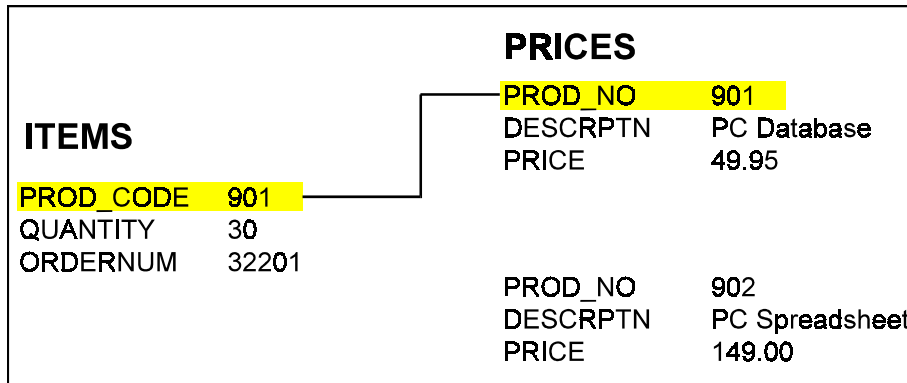 ITEMS
PROD_CODE 901
QUANTITY 30
ORDERNUM 32201
PRICES
PROD_NO 901
DESCRPTN PC Database
PRICE 49.95
PROD_NO 902
DESCRPTN PC Spreadsheet
PRICE 149.00